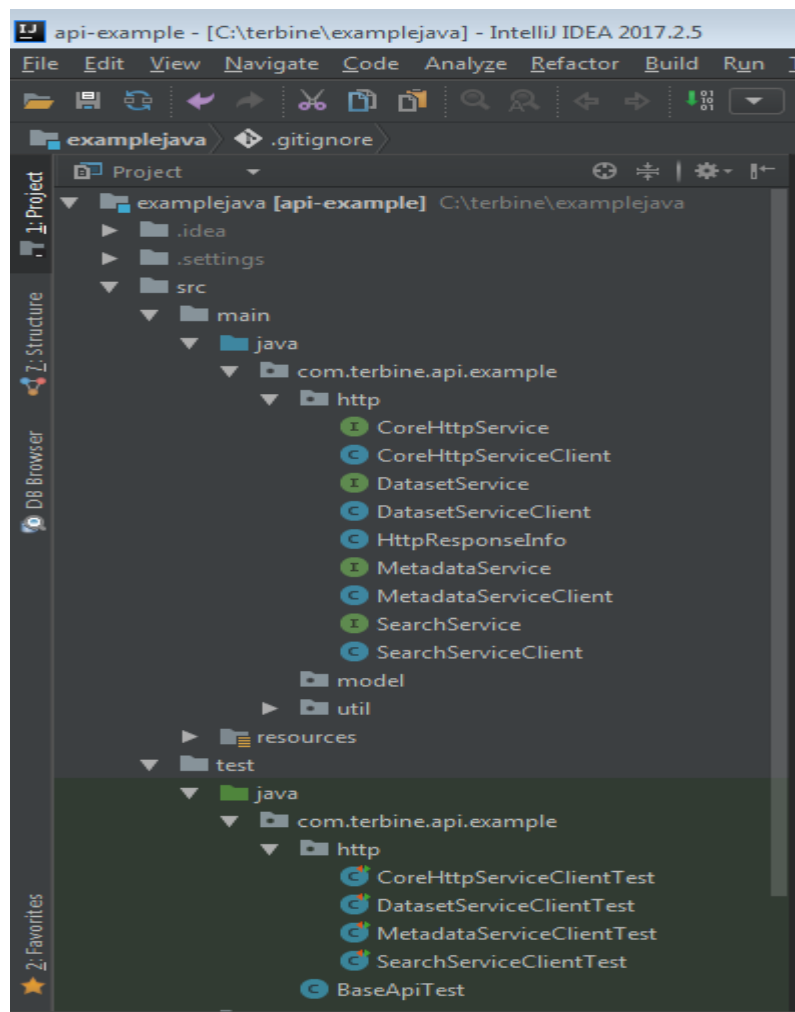 IJ api-example - [C:\terbine\examplejava] - IntelliJ IDEA 2017.2.5
File Edit View Navigate Code Analyze Refactor Build Run
examplejava .gitignore
Project
examplejava [api-example] C:\terbine\examplejava
.idea
.settings
src
main
java
com.terbine.api.example
http
I CoreHttpService
C CoreHttpServiceClient
I DatasetService
C DatasetServiceClient
C HttpResponseInfo
I MetadataService
C MetadataServiceClient
I SearchService
C SearchServiceClient
model
util
resources
test
java
com.terbine.api.example
http
C CoreHttpServiceClientTest
C DatasetServiceClientTest
C MetadataServiceClientTest
C SearchServiceClientTest
C BaseApiTest
1: Project
7: Structure
DB Browser
2: Favorites